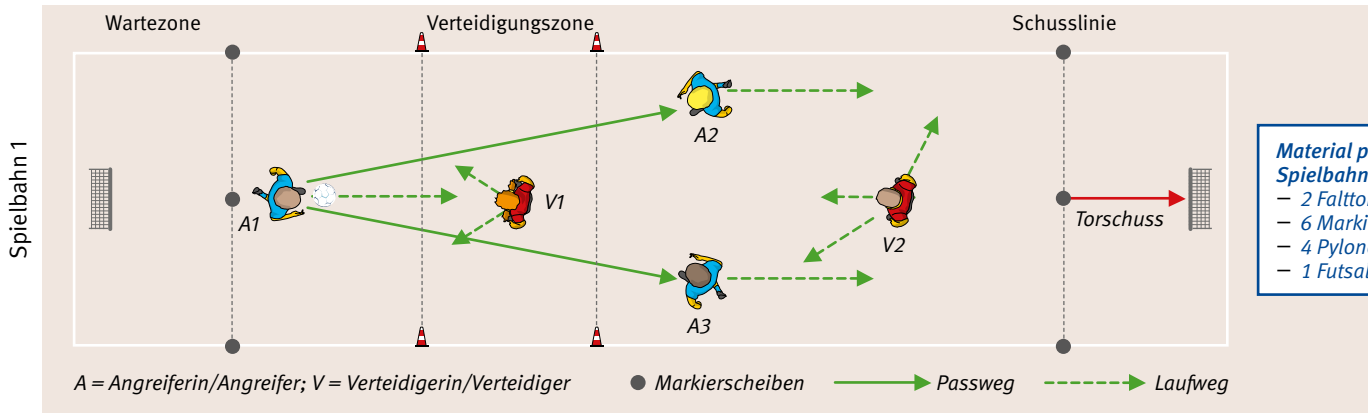 Wartezone
Verteidigungszone
Schusslinie
Spielbahn 1
A1
V1
A2
A3
V2
Torschuss
Material p
Spielbahn
– 2 Faltto
– 6 Marki
– 4 Pylon
– 1 Futsal
A = Angreiferin/Angreifer; V = Verteidigerin/Verteidiger
Markierscheiben
Passweg
Laufweg